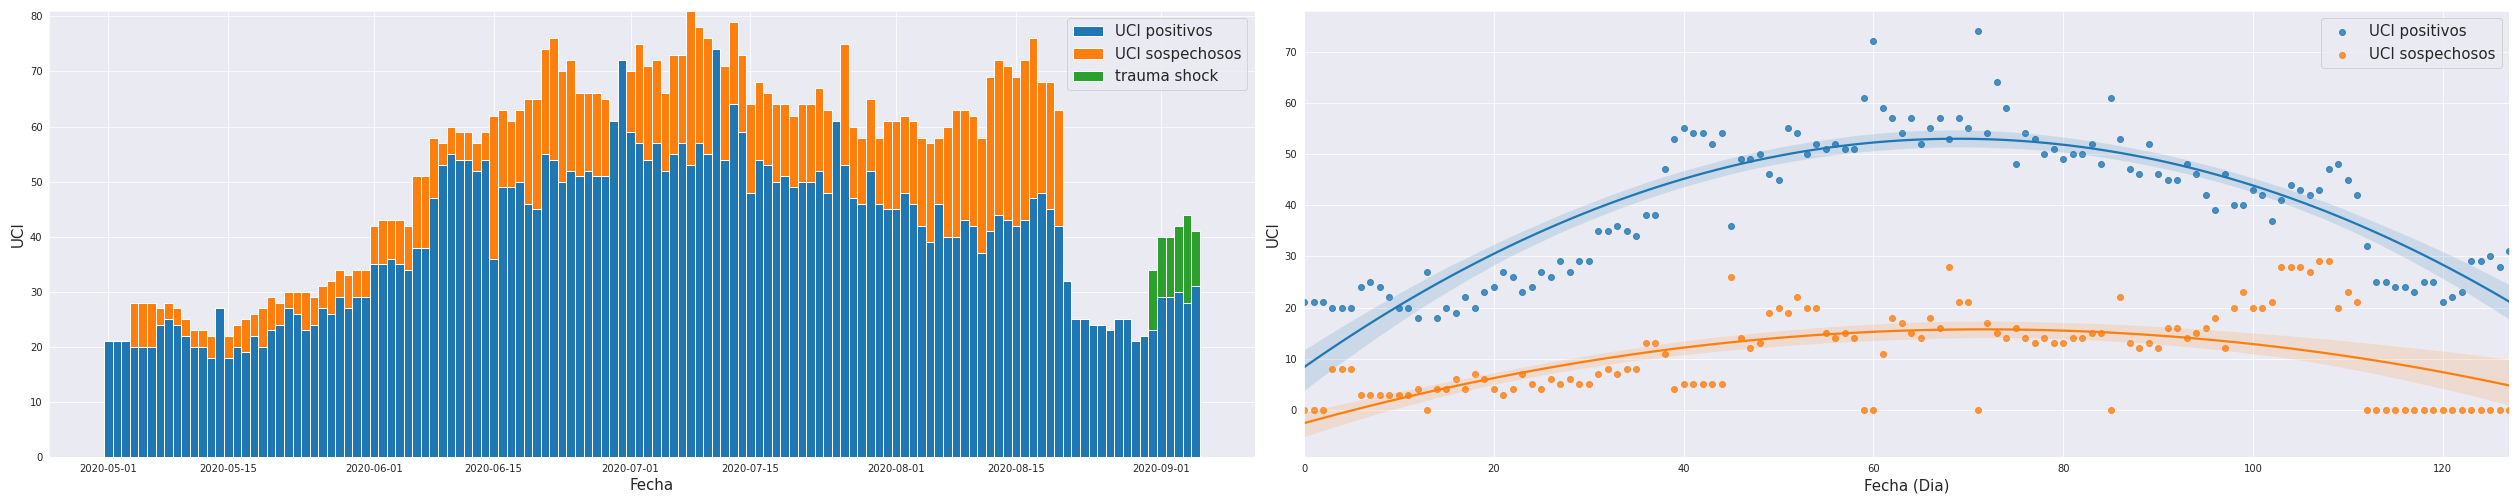 80
70
60
50
40
30
20
10
0
UCI
UCI positivos
UCI sospechosos
trauma shock
2020-05-01 2020-05-15 2020-06-01 2020-06-15 2020-07-01 2020-07-15 2020-08-01 2020-08-15 2020-09-01
Fecha
70
60
50
40
30
20
10
0
UCI
UCI positivos
UCI sospechosos
0 20 40 60 80 100 120
Fecha (Dia)